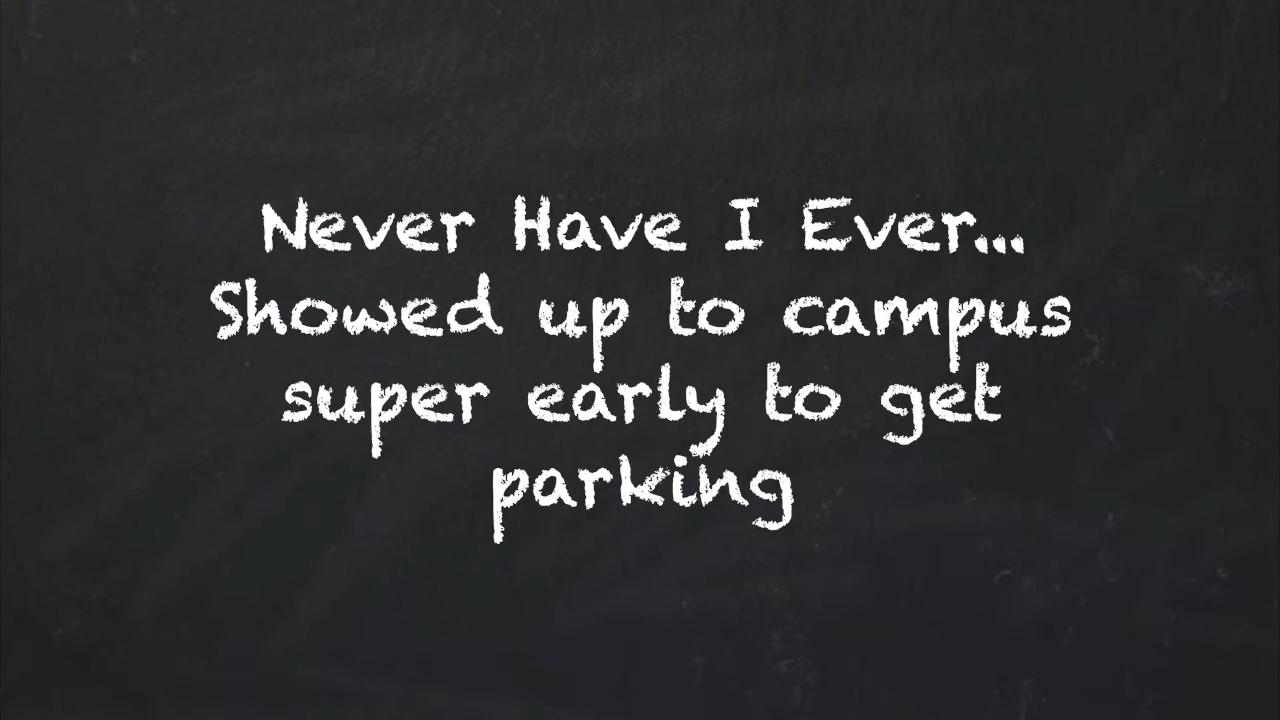 Never Have I Ever...
Showed up to campus
super early to get
parking